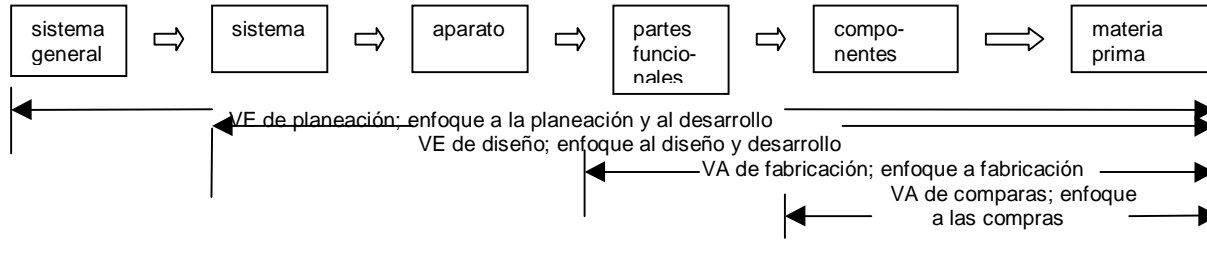 sistema
general
sistema
aparato
partes
funcio-
nales
compo-
nentes
materia
prima
VE de planeación; enfoque a la planeación y al desarrollo
VE de diseño; enfoque al diseño y desarrollo
VA de fabricación; enfoque a fabricación
VA de comparas; enfoque
a las compras